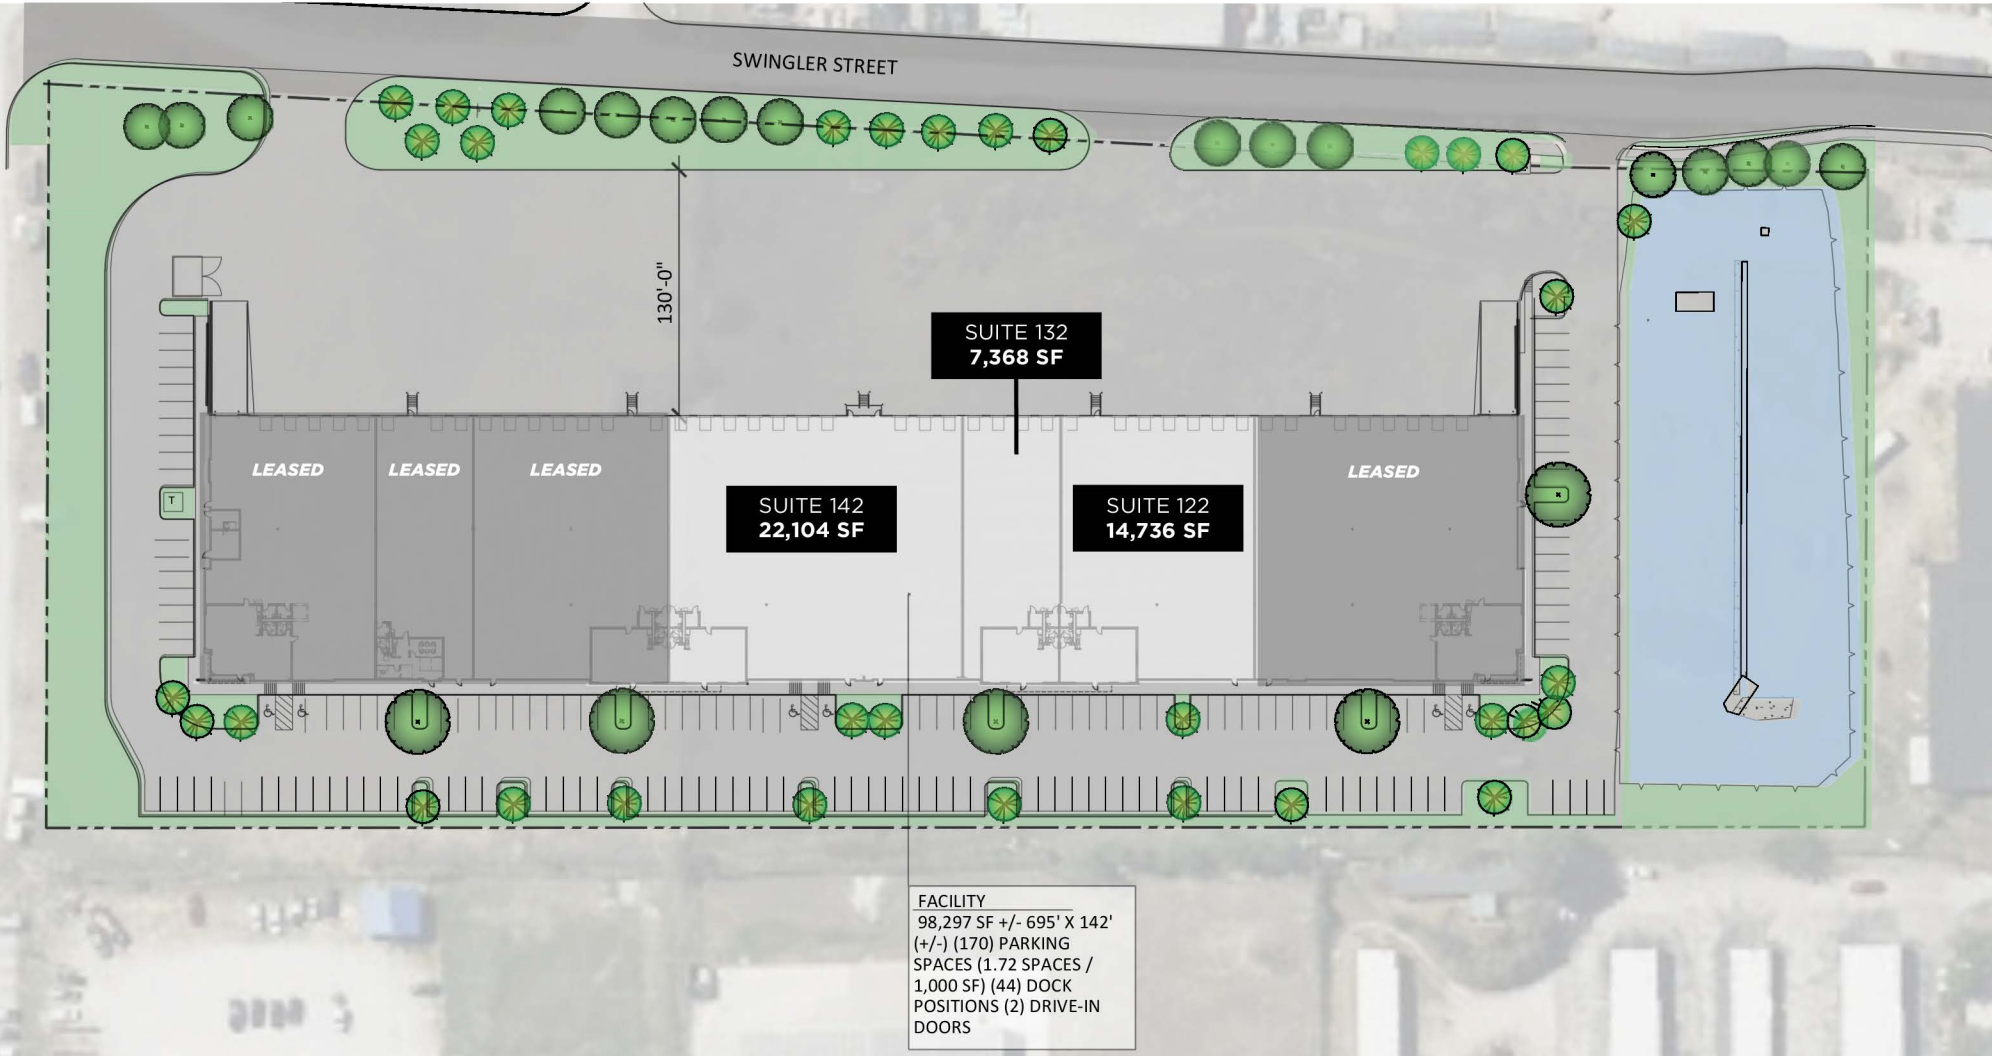 SWINGLER STREET
130'-0"
SUITE 132
7,368 SF
LEASED
LEASED
LEASED
LEASED
SUITE 142
22,104 SF
SUITE 122
14,736 SF
T
FACILITY
98,297 SF +/- 695' X 142'
(+/-) (170) PARKING
SPACES (1.72 SPACES /
1,000 SF) (44) DOCK
POSITIONS (2) DRIVE-IN
DOORS